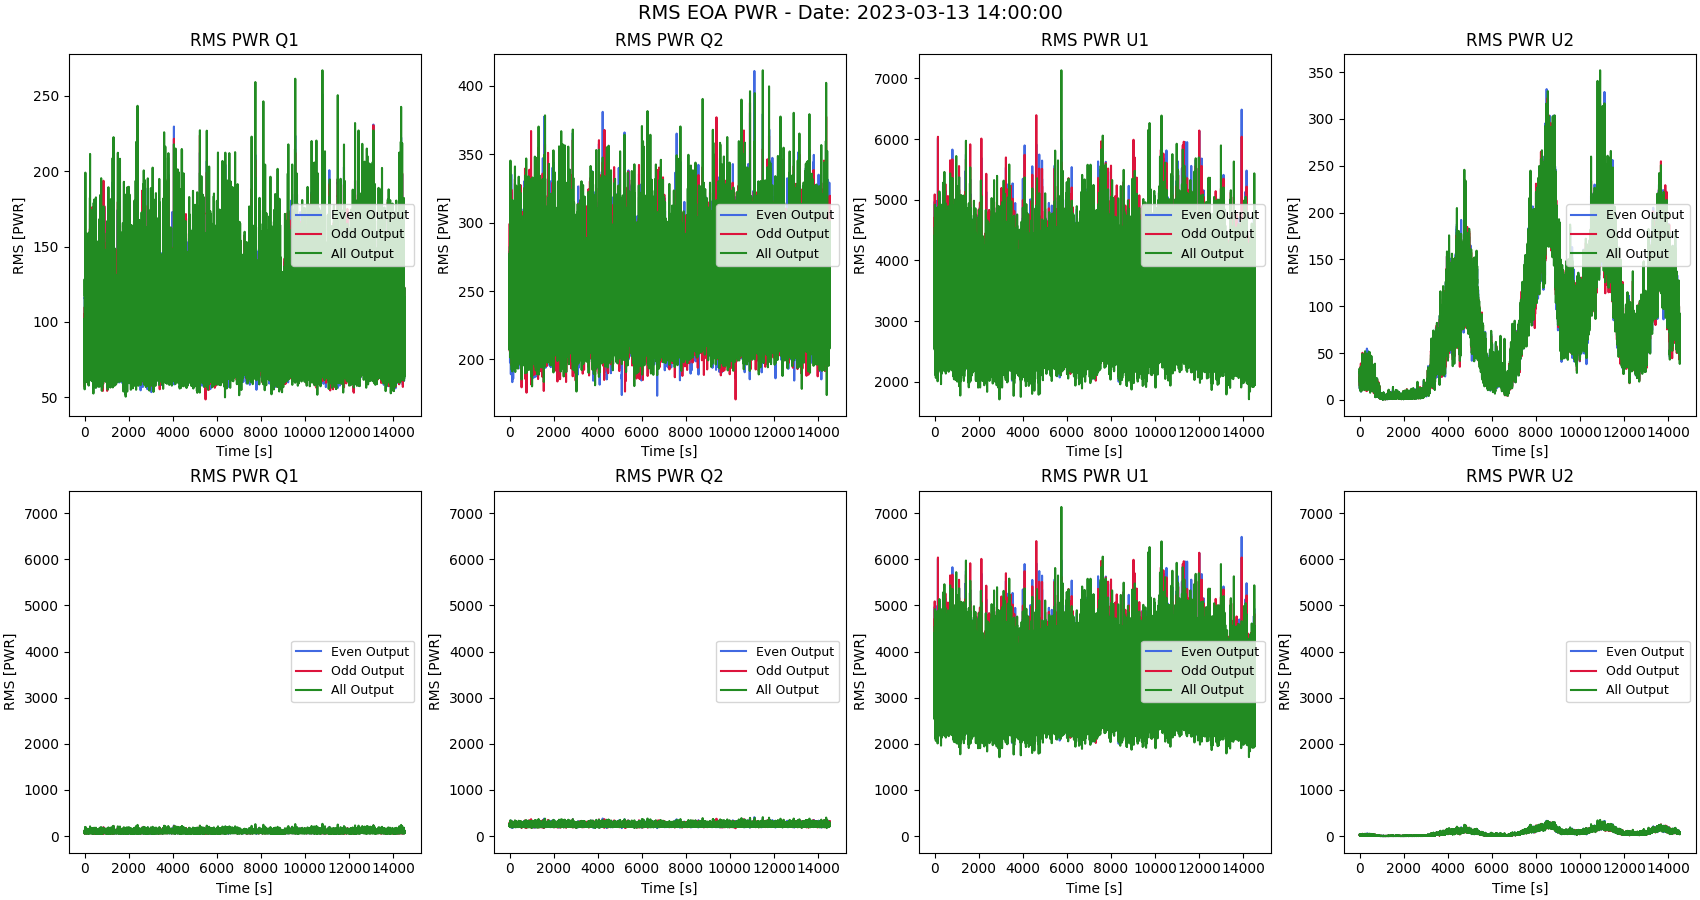 RMS EOA PWR - Date: 2023-03-13 14:00:00
RMS PWR Q1
RMS [PWR]
250
200
150
100
50
0 2000 4000 6000 8000 10000 12000 14000
Time [s]
Even Output
Odd Output
All Output
RMS PWR Q2
RMS [PWR]
400
350
300
250
200
0 2000 4000 6000 8000 10000 12000 14000
Time [s]
Even Output
Odd Output
All Output
RMS PWR U1
RMS [PWR]
7000
6000
5000
4000
3000
2000
0 2000 4000 6000 8000 10000 12000 14000
Time [s]
Even Output
Odd Output
All Output
RMS PWR U2
RMS [PWR]
350
300
250
200
150
100
50
0
0 2000 4000 6000 8000 10000 12000 14000
Time [s]
Even Output
Odd Output
All Output
RMS PWR Q1
RMS [PWR]
7000
6000
5000
4000
3000
2000
1000
0
0 2000 4000 6000 8000 10000 12000 14000
Time [s]
Even Output
Odd Output
All Output
RMS PWR Q2
RMS [PWR]
7000
6000
5000
4000
3000
2000
1000
0
0 2000 4000 6000 8000 10000 12000 14000
Time [s]
Even Output
Odd Output
All Output
RMS PWR U1
RMS [PWR]
7000
6000
5000
4000
3000
2000
1000
0
0 2000 4000 6000 8000 10000 12000 14000
Time [s]
Even Output
Odd Output
All Output
RMS PWR U2
RMS [PWR]
7000
6000
5000
4000
3000
2000
1000
0
0 2000 4000 6000 8000 10000 12000 14000
Time [s]
Even Output
Odd Output
All Output